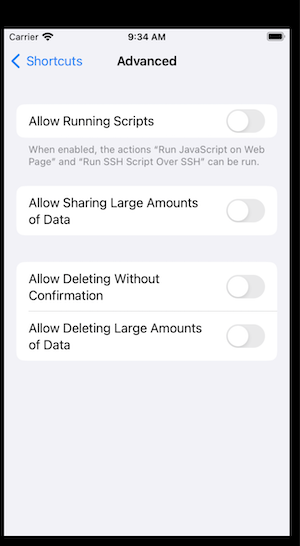 Carrier 9:34 AM
Shortcuts Advanced
Allow Running Scripts
When enabled, the actions “Run JavaScript on Web
Page” and “Run SSH Script Over SSH” can be run.
Allow Sharing Large Amounts
of Data
Allow Deleting Without
Confirmation
Allow Deleting Large Amounts
of Data